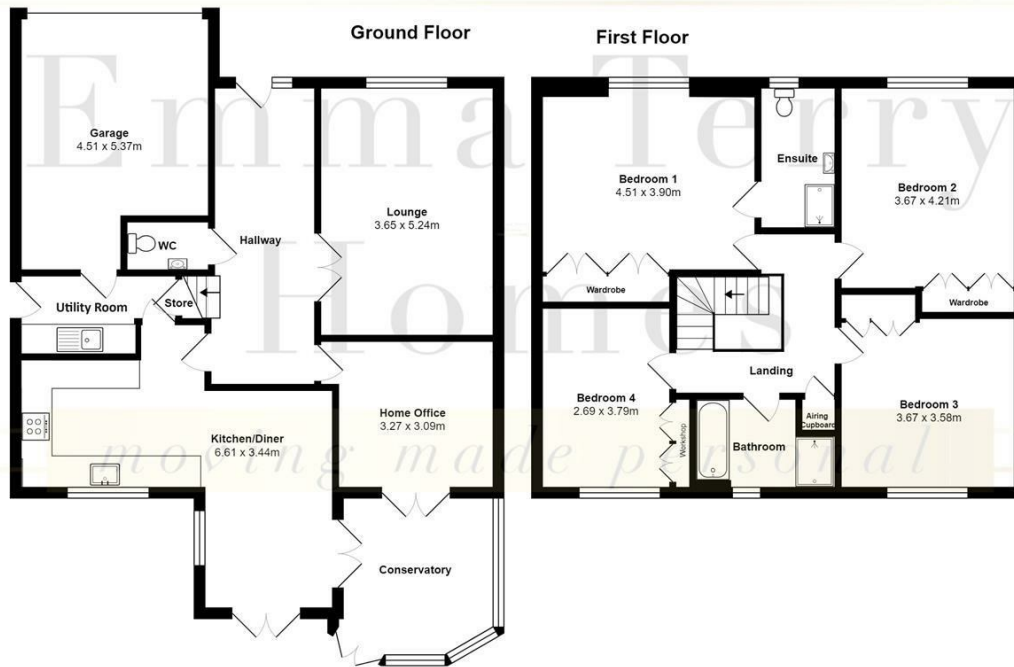 Ground Floor
First Floor
Emma Terry
Homes
moving made personal
Garage
4.51 x 5.37m
WC
Hallway
Lounge
3.65 x 5.24m
Utility Room
Store
Kitchen/Diner
6.61 x 3.44m
Home Office
3.27 x 3.09m
Conservatory
Bedroom 1
4.51 x 3.90m
Ensuite
Bedroom 2
3.67 x 4.21m
Wardrobe
Wardrobe
Landing
Bedroom 4
2.69 x 3.79m
Workshop
Bathroom
Airing
Cupboard
Bedroom 3
3.67 x 3.58m